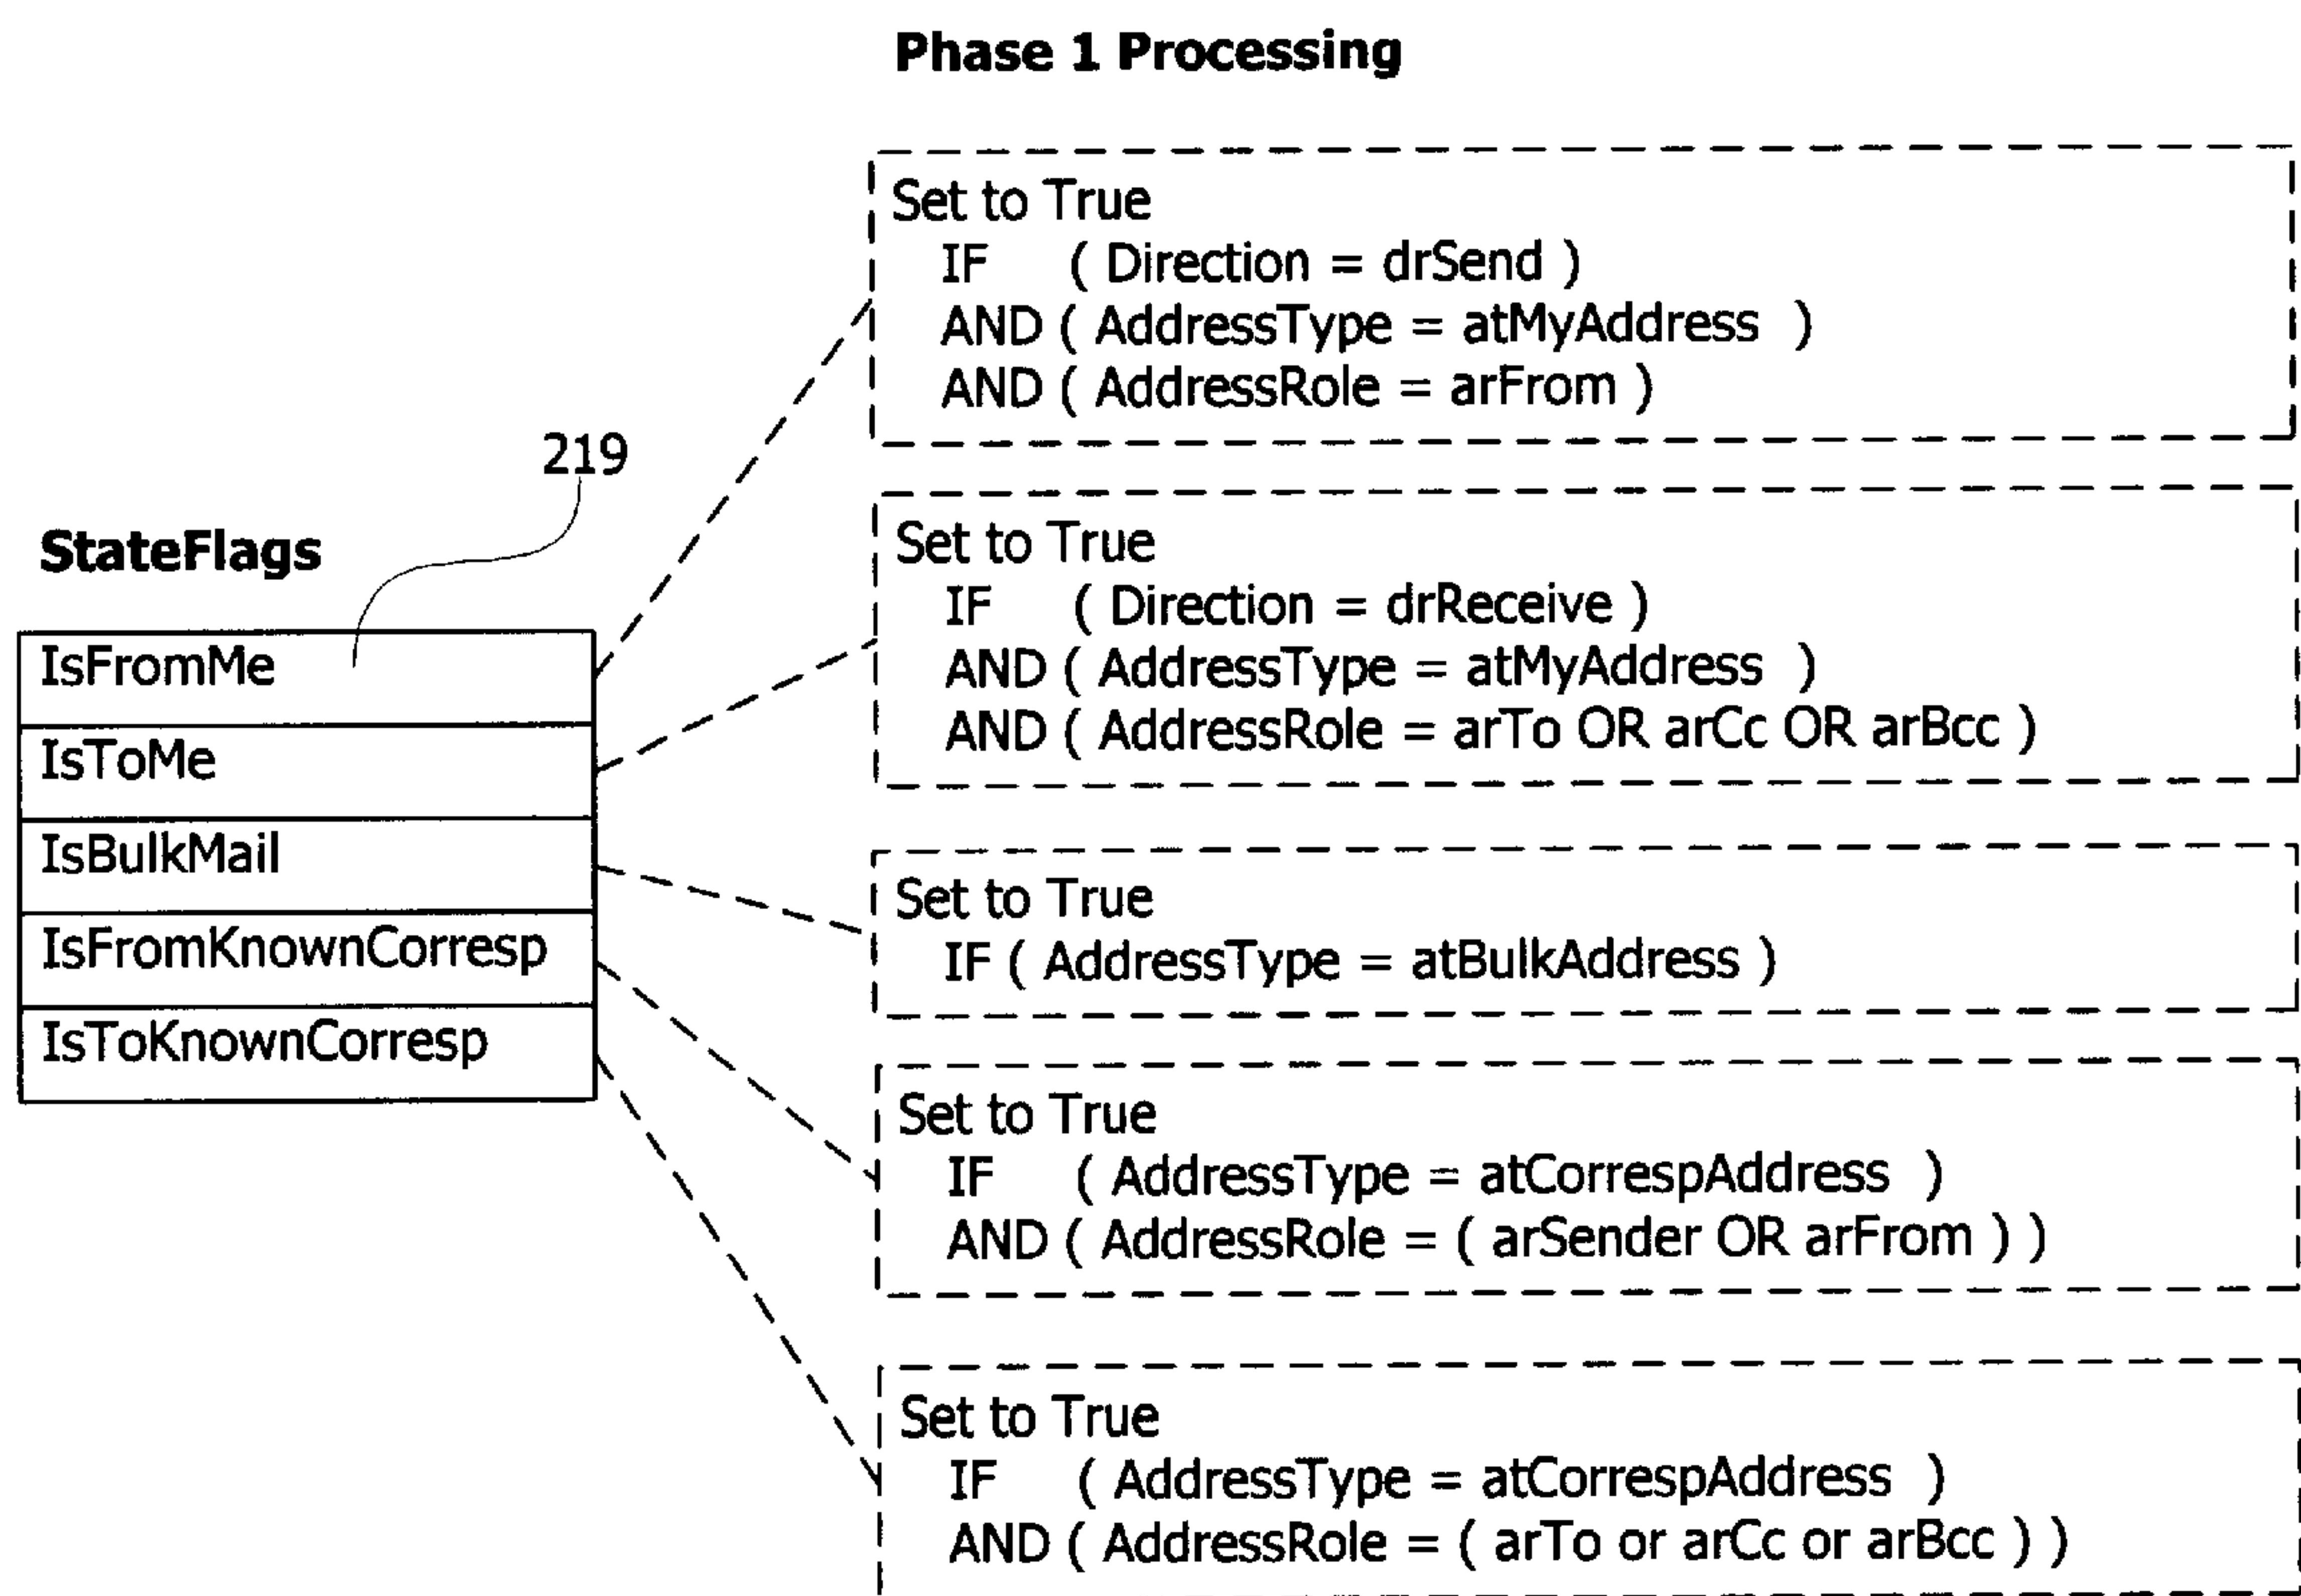 Phase 1 Processing
219
StateFlags
IsFromMe
IsToMe
IsBulkMail
IsFromKnownCorresp
IsToKnownCorresp
Set to True
IF ( Direction = drSend )
AND ( AddressType = atMyAddress )
AND ( AddressRole = arFrom )
Set to True
IF ( Direction = drReceive )
AND ( AddressType = atMyAddress )
AND ( AddressRole = arTo OR arCc OR arBcc )
Set to True
IF ( AddressType = atBulkAddress )
Set to True
IF ( AddressType = atCorrespAddress )
AND ( AddressRole = ( arSender OR arFrom ) )
Set to True
IF ( AddressType = atCorrespAddress )
AND ( AddressRole = ( arTo or arCc or arBcc ) )